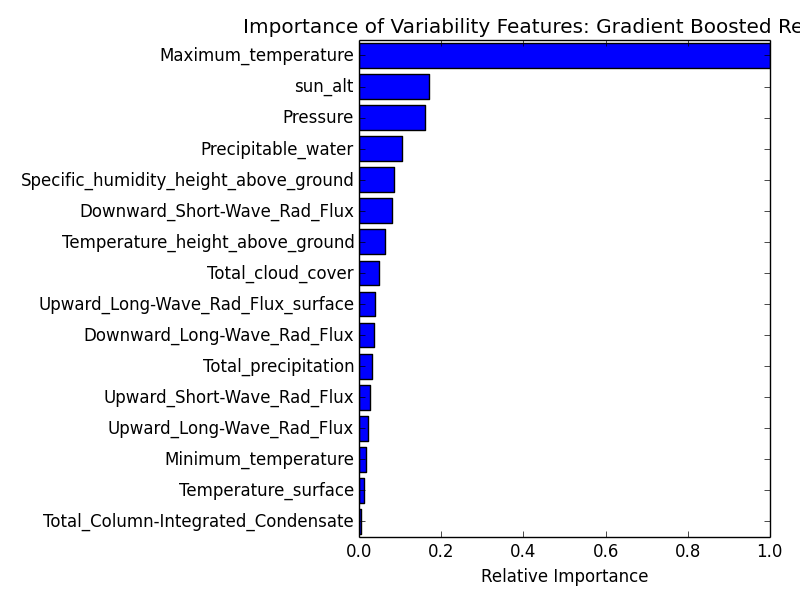 Importance of Variability Features: Gradient Boosted Re
Maximum_temperature
sun_alt
Pressure
Precipitable_water
Specific_humidity_height_above_ground
Downward_Short-Wave_Rad_Flux
Temperature_height_above_ground
Total_cloud_cover
Upward_Long-Wave_Rad_Flux_surface
Downward_Long-Wave_Rad_Flux
Total_precipitation
Upward_Short-Wave_Rad_Flux
Upward_Long-Wave_Rad_Flux
Minimum_temperature
Temperature_surface
Total_Column-Integrated_Condensate
0.0 0.2 0.4 0.6 0.8 1.0
Relative Importance